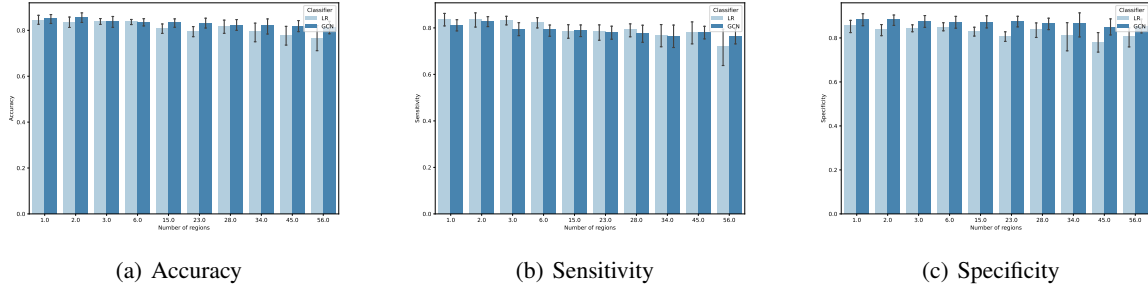 Accuracy
0.8
0.6
0.4
0.2
0.0
Classifier
LR
GCN
1.0 2.0 3.0 6.0 15.0 23.0 28.0 34.0 45.0 56.0
Number of regions
(a) Accuracy
Sensitivity
0.8
0.6
0.4
0.2
0.0
Classifier
LR
GCN
1.0 2.0 3.0 6.0 15.0 23.0 28.0 34.0 45.0 56.0
Number of regions
(b) Sensitivity
Specificity
0.8
0.6
0.4
0.2
0.0
Classifier
LR
GCN
1.0 2.0 3.0 6.0 15.0 23.0 28.0 34.0 45.0 56.0
Number of regions
(c) Specificity